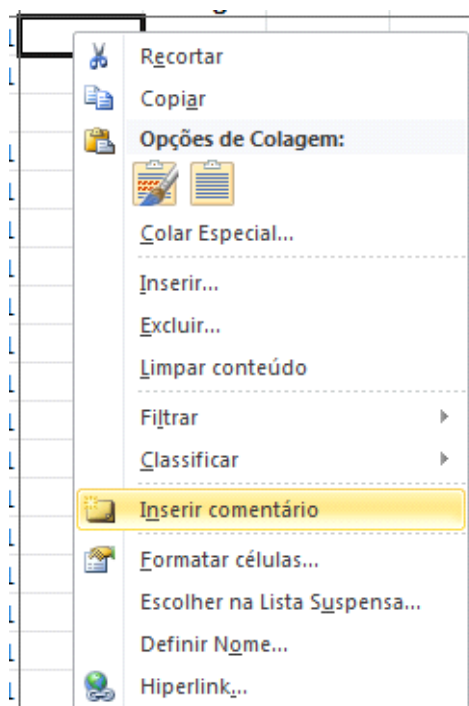 Recortar
Copiar
Opções de Colagem:
Colar Especial...
Inserir...
Excluir...
Limpar conteúdo
Filtrar
Classificar
Inserir comentário
Formatar células...
Escolher na Lista Suspensa...
Definir Nome...
Hiperlink...